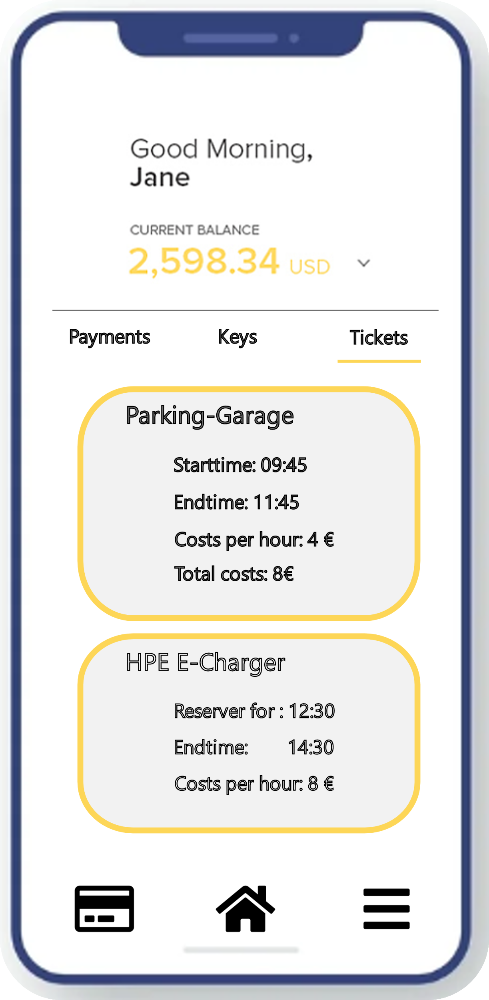 Good Morning,
Jane
CURRENT BALANCE
2,598.34 USD
Payments Keys Tickets
Parking-Garage
Starttime: 09:45
Endtime: 11:45
Costs per hour: 4 €
Total costs: 8€
HPE E-Charger
Reserver for : 12:30
Endtime: 14:30
Costs per hour: 8 €